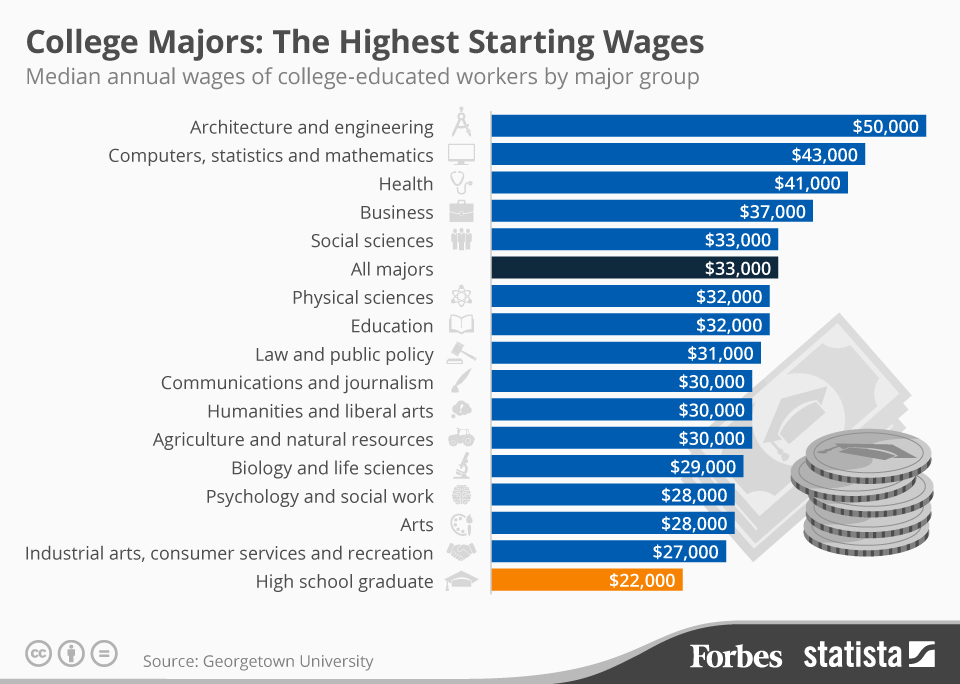 College Majors: The Highest Starting Wages
Median annual wages of college-educated workers by major group
Architecture and engineering $50,000
Computers, statistics and mathematics $43,000
Health $41,000
Business $37,000
Social sciences $33,000
All majors $33,000
Physical sciences $32,000
Education $32,000
Law and public policy $31,000
Communications and journalism $30,000
Humanities and liberal arts $30,000
Agriculture and natural resources $30,000
Biology and life sciences $29,000
Psychology and social work $28,000
Arts $28,000
Industrial arts, consumer services and recreation $27,000
High school graduate $22,000
cc
Source: Georgetown University
Forbes statista